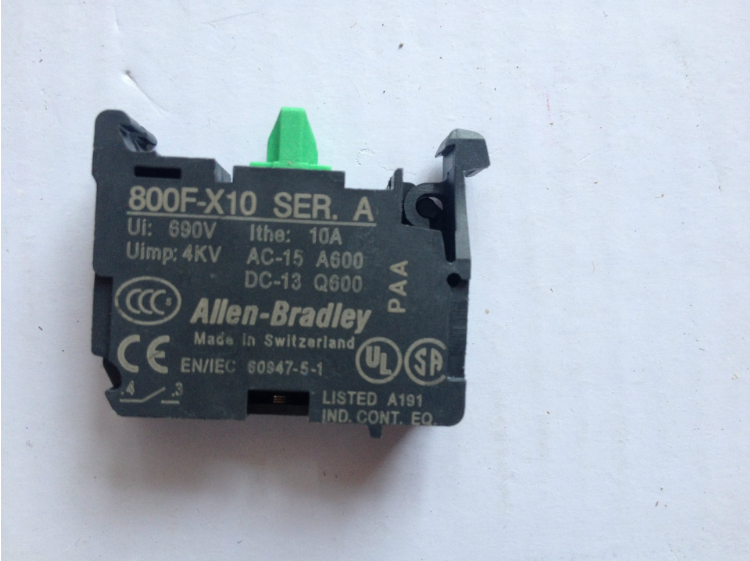 800F-X10 SER. A
Ui: 690V Ithe: 10A
Uimp: 4KV AC-15 A600
DC-13 Q600
PAA
CCC S
Allen-Bradley
Made in Switzerland
CE EN/IEC 60947-5-1
UL SA
.4 .3
LISTED A191
IND. CONT. EQ.